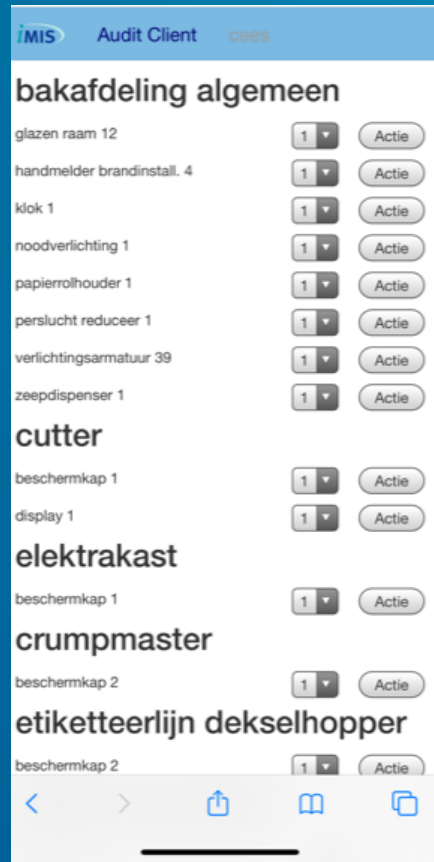 iMIS Audit Client cees
bakafdeling algemeen
glazen raam 12 1 Actie
handmelder brandinstall. 4 1 Actie
klok 1 1 Actie
noodverlichting 1 1 Actie
papierrolhouder 1 1 Actie
perslucht reduceer 1 1 Actie
verlichtingsarmatuur 39 1 Actie
zeepdispenser 1 1 Actie
cutter
beschermkap 1 1 Actie
display 1 1 Actie
elektrakast
beschermkap 1 1 Actie
crumpmaster
beschermkap 2 1 Actie
etiketteerlijn dekselhopper
beschermkap 2 1 Actie